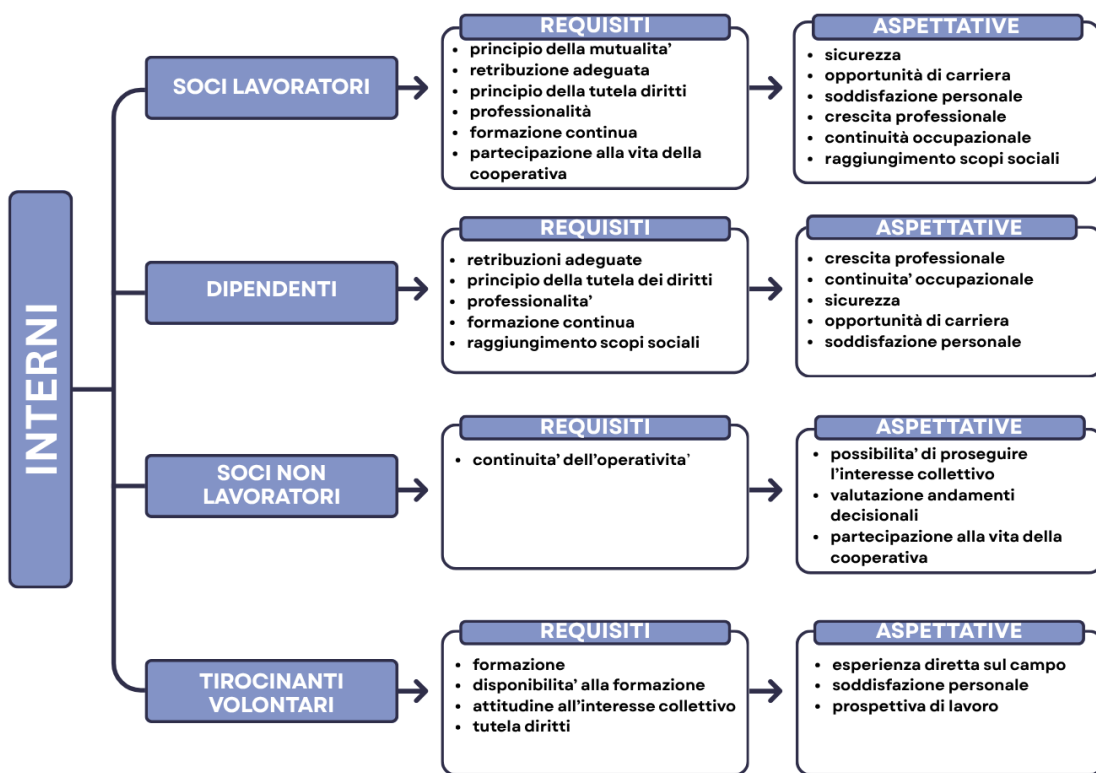 INTERNI
SOCI LAVORATORI
REQUISITI
• principio della mutualita'
• retribuzione adeguata
• principio della tutela diritti
• professionalità
• formazione continua
• partecipazione alla vita della
cooperativa
ASPETTATIVE
• sicurezza
• opportunità di carriera
• soddisfazione personale
• crescita professionale
• continuità occupazionale
• raggiungimento scopi sociali
DIPENDENTI
REQUISITI
• retribuzioni adeguate
• principio della tutela dei diritti
• professionalita'
• formazione continua
• raggiungimento scopi sociali
ASPETTATIVE
• crescita professionale
• continuita' occupazionale
• sicurezza
• opportunità di carriera
• soddisfazione personale
SOCI NON
LAVORATORI
REQUISITI
• continuita' dell'operativita'
ASPETTATIVE
• possibilita' di proseguire
l'interesse collettivo
• valutazione andamenti
decisionali
• partecipazione alla vita della
cooperativa
TIROCINANTI
VOLONTARI
REQUISITI
• formazione
• disponibilita' alla formazione
• attitudine all'interesse collettivo
• tutela diritti
ASPETTATIVE
• esperienza diretta sul campo
• soddisfazione personale
• prospettiva di lavoro